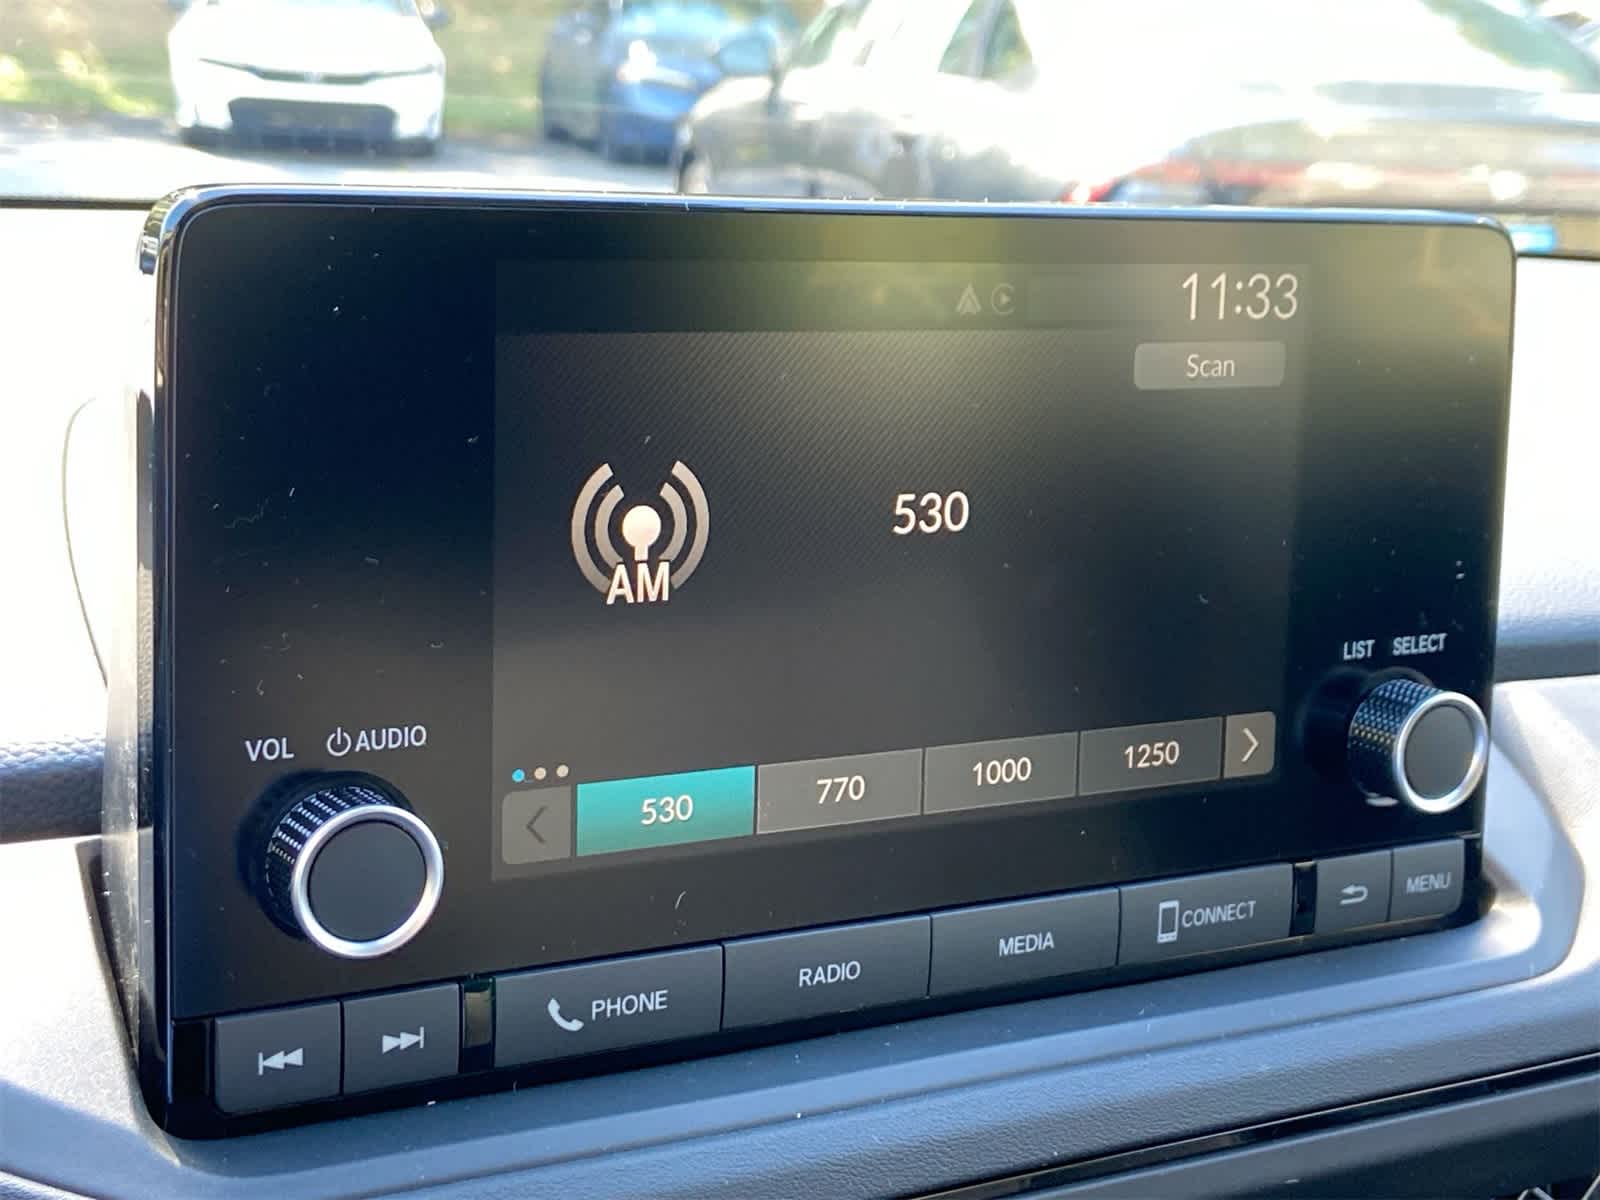 11:33
Scan
530
AM
LIST SELECT
VOL AUDIO
530 770 1000 1250
PHONE RADIO MEDIA CONNECT MENU